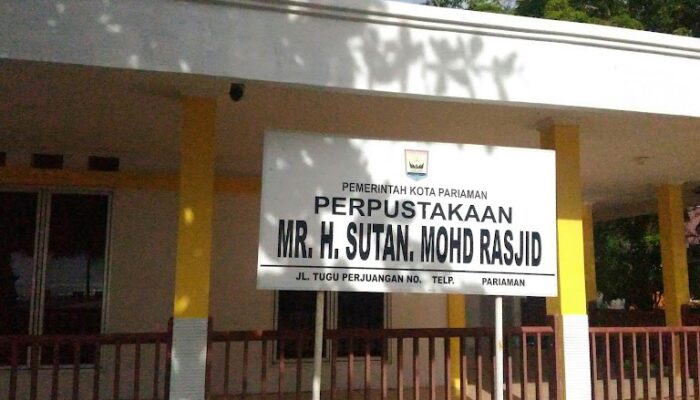 PEMERINTAH KOTA PARIAMAN
PERPUSTAKAAN
MR. H. SUTAN. MOHD RASJID
JL. TUGU PERJUANGAN NO. TELP. PARIAMAN